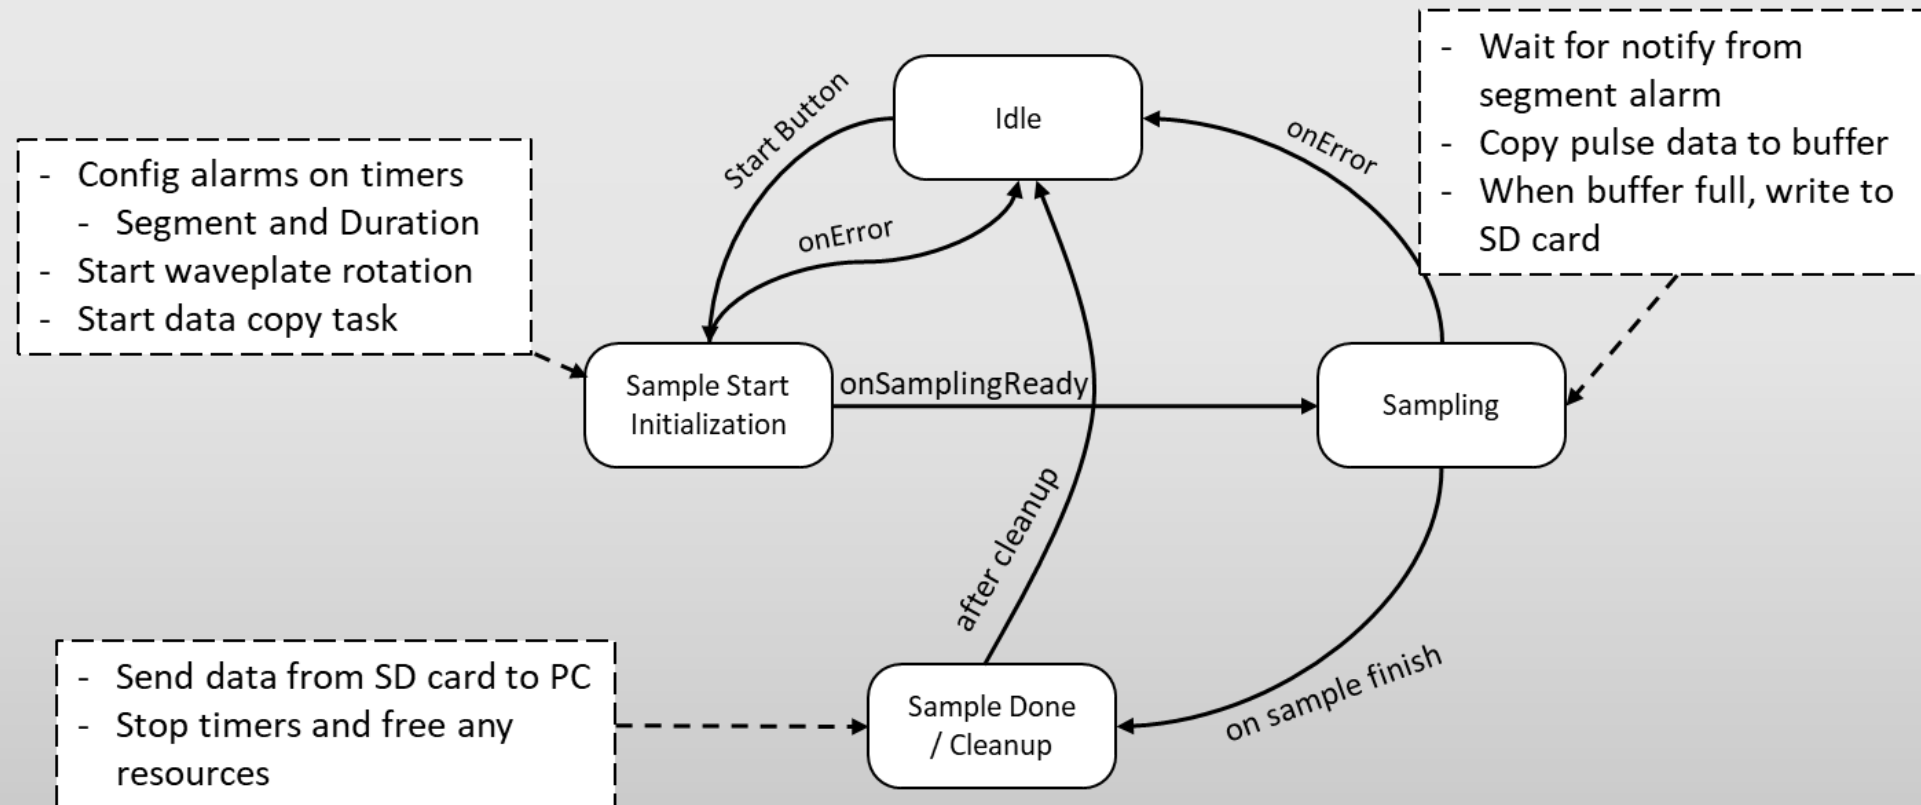 - Wait for notify from
segment alarm
- Copy pulse data to buffer
- When buffer full, write to
SD card
Idle
Start Button
onError
onError
- Config alarms on timers
- Segment and Duration
- Start waveplate rotation
- Start data copy task
Sample Start
Initialization
onSamplingReady
Sampling
after cleanup
on sample finish
- Send data from SD card to PC
- Stop timers and free any
resources
Sample Done
/ Cleanup